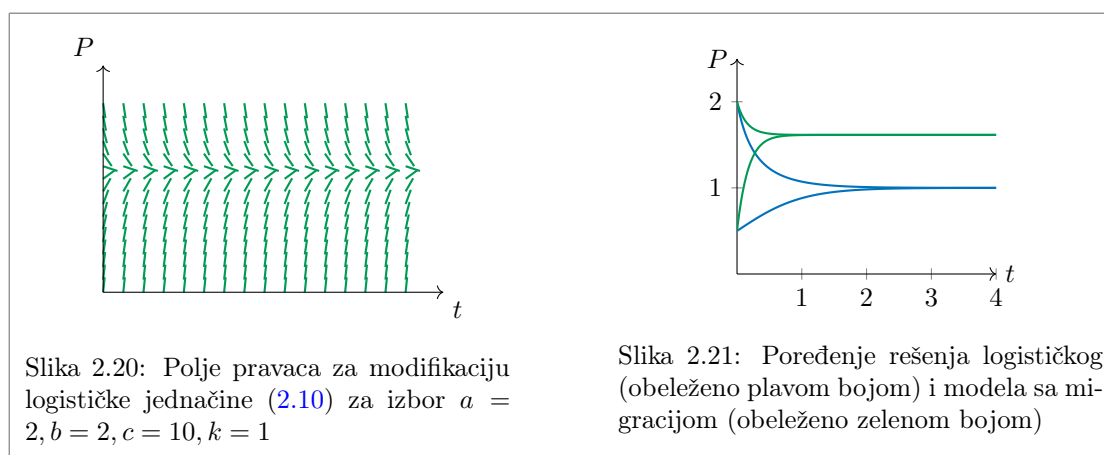 P
t
Slika 2.20: Polje pravaca za modifikaciju
logističke jednačine (2.10) za izbor a =
2, b = 2, c = 10, k = 1
P
2
1
t
1 2 3 4
Slika 2.21: Poređenje rešenja logističkog
(obeleženo plavom bojom) i modela sa mi-
gracijom (obeleženo zelenom bojom)